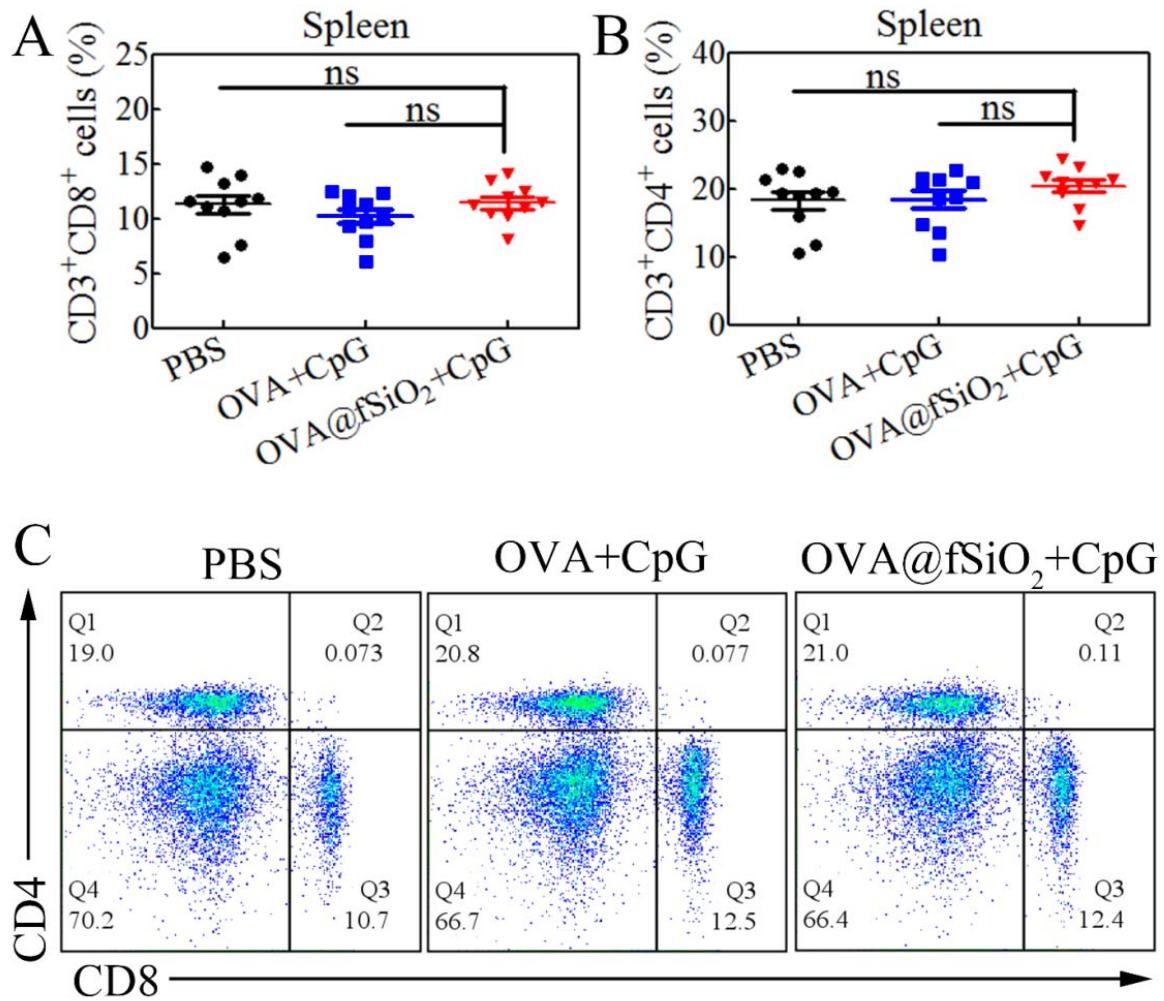 A
Spleen
CD3⁺CD8⁺ cells (%)
25
20
15
10
5
0
ns
ns
PBS
OVA+CpG
OVA@fSiO₂+CpG
B
Spleen
CD3⁺CD4⁺ cells (%)
40
30
20
10
0
ns
ns
PBS
OVA+CpG
OVA@fSiO₂+CpG
C
PBS
OVA+CpG
OVA@fSiO₂+CpG
Q1
19.0
Q2
0.073
Q4
70.2
Q3
10.7
Q1
20.8
Q2
0.077
Q4
66.7
Q3
12.5
Q1
21.0
Q2
0.11
Q4
66.4
Q3
12.4
CD4
CD8